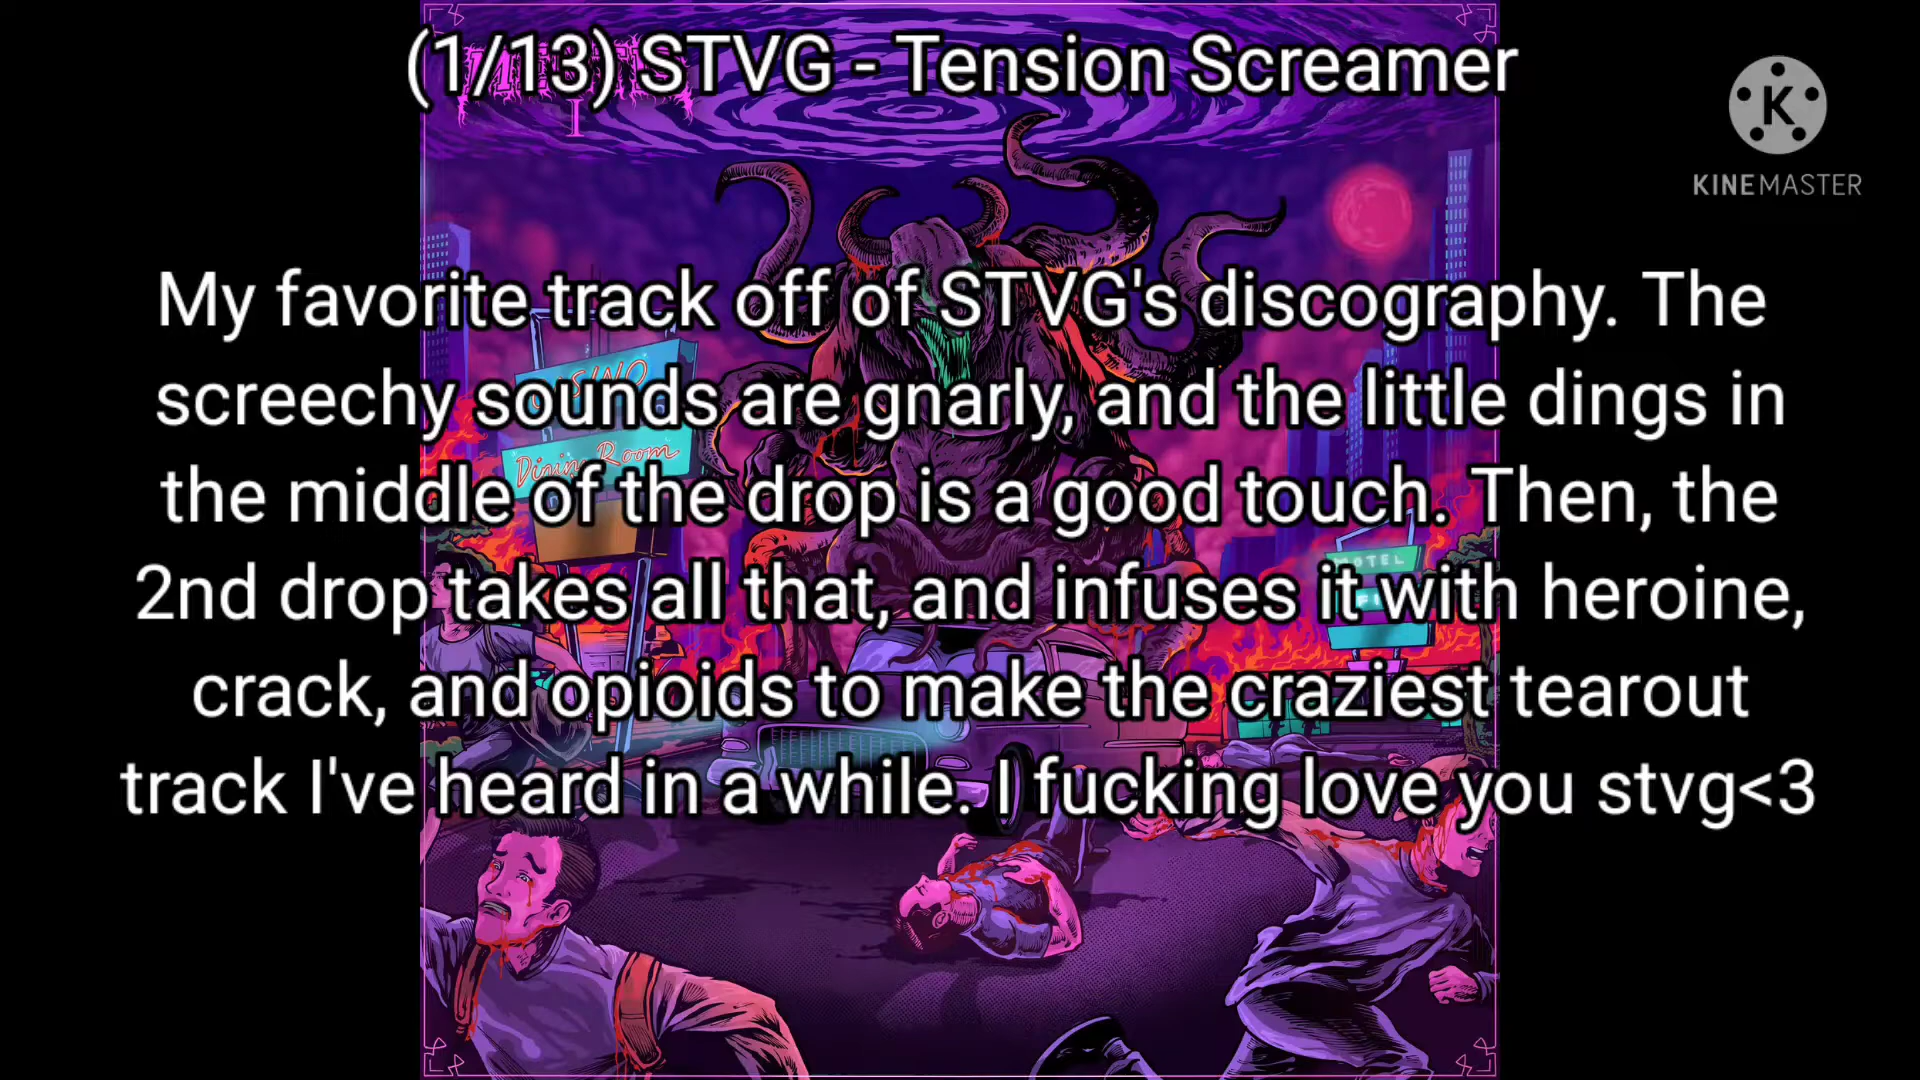 (1/13) STVG - Tension Screamer
KINEMASTER
My favorite track off of STVG's discography. The
screechy sounds are gnarly, and the little dings in
the middle of the drop is a good touch. Then, the
2nd drop takes all that, and infuses it with heroine,
crack, and opioids to make the craziest tearout
track I've heard in a while. I fucking love you stvg<3
Dining Room